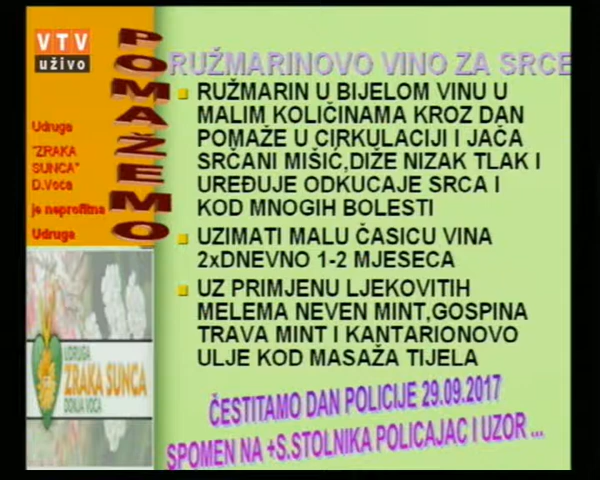 VTV
uživo
POMAŽEMO
Udruga
"ZRAKA
SUNCA"
D.Voca
je neprofitna
Udruga
UDRUGA
ZRAKA SUNCA
DONJA VOĆA
RUŽMARINOVO VINO ZA SRCE
RUŽMARIN U BIJELOM VINU U
MALIM KOLIČINAMA KROZ DAN
POMAŽE U CIRKULACIJI I JAČA
SRČANI MIŠIĆ,DIŽE NIZAK TLAK I
UREĐUJE ODKUCAJE SRCA I
KOD MNOGIH BOLESTI
UZIMATI MALU ČASICU VINA
2xDNEVNO 1-2 MJESECA
UZ PRIMJENU LJEKOVITIH
MELEMA NEVEN MINT,GOSPINA
TRAVA MINT I KANTARIONOVO
ULJE KOD MASAŽA TIJELA
ČESTITAMO DAN POLICIJE 29.09.2017
SPOMEN NA +S.STOLNIKA POLICAJAC I UZOR ...